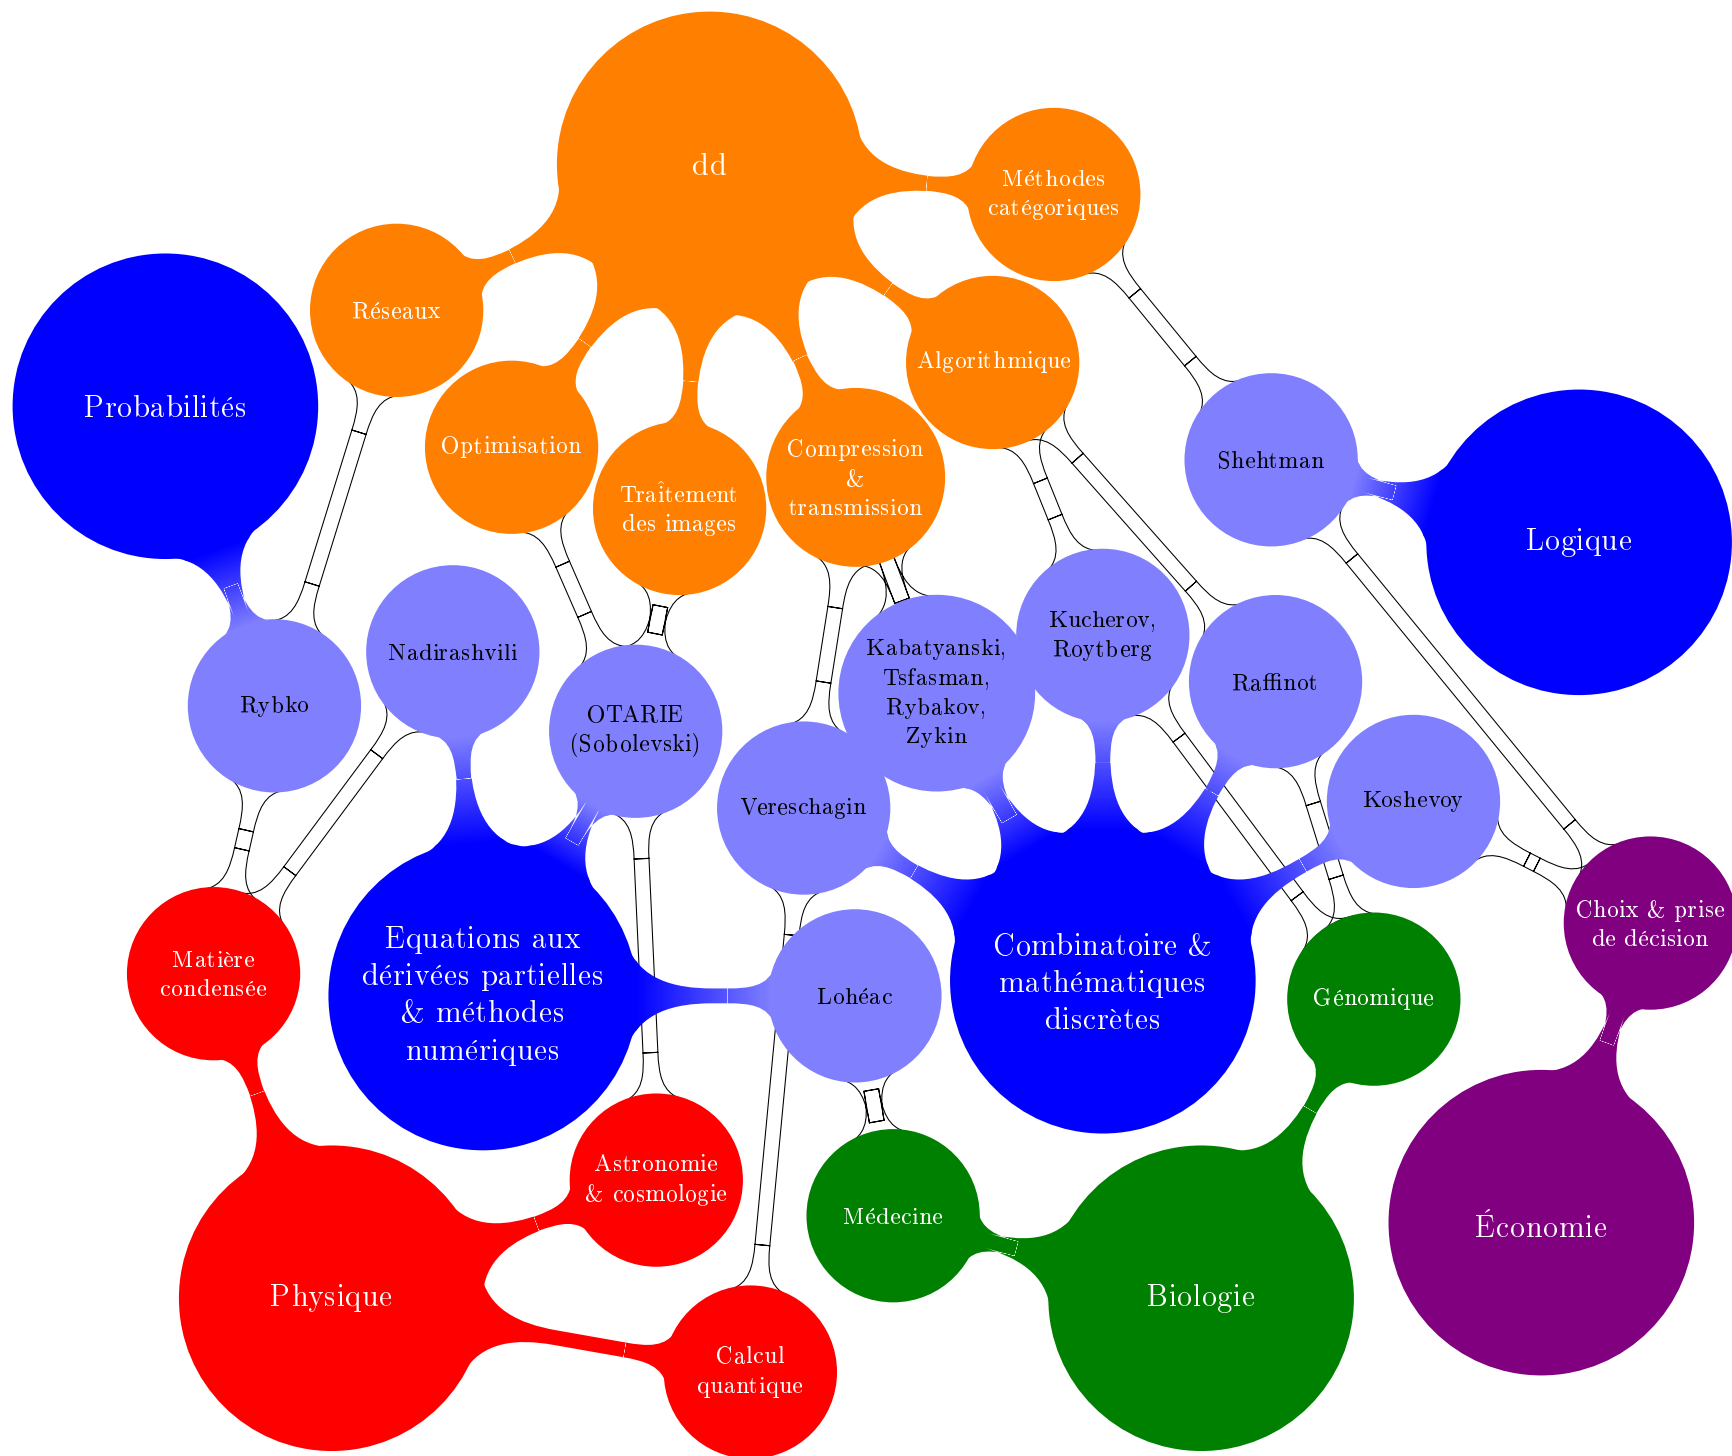 dd
Méthodes
catégoriques
Réseaux
Algorithmique
Probabilités
Optimisation
Compression
&
transmission
Traîtement
des images
Shehtman
Logique
Nadirashvili
Kucherov,
Roytberg
Kabatyanski,
Tsfasman,
Rybakov,
Zykin
Raffinot
Rybko
OTARIE
(Sobolevski)
Vereschagin
Koshevoy
Choix & prise
de décision
Matière
condensée
Equations aux
dérivées partielles
& méthodes
numériques
Lohéac
Combinatoire &
mathématiques
discrètes
Génomique
Astronomie
& cosmologie
Médecine
Économie
Physique
Biologie
Calcul
quantique